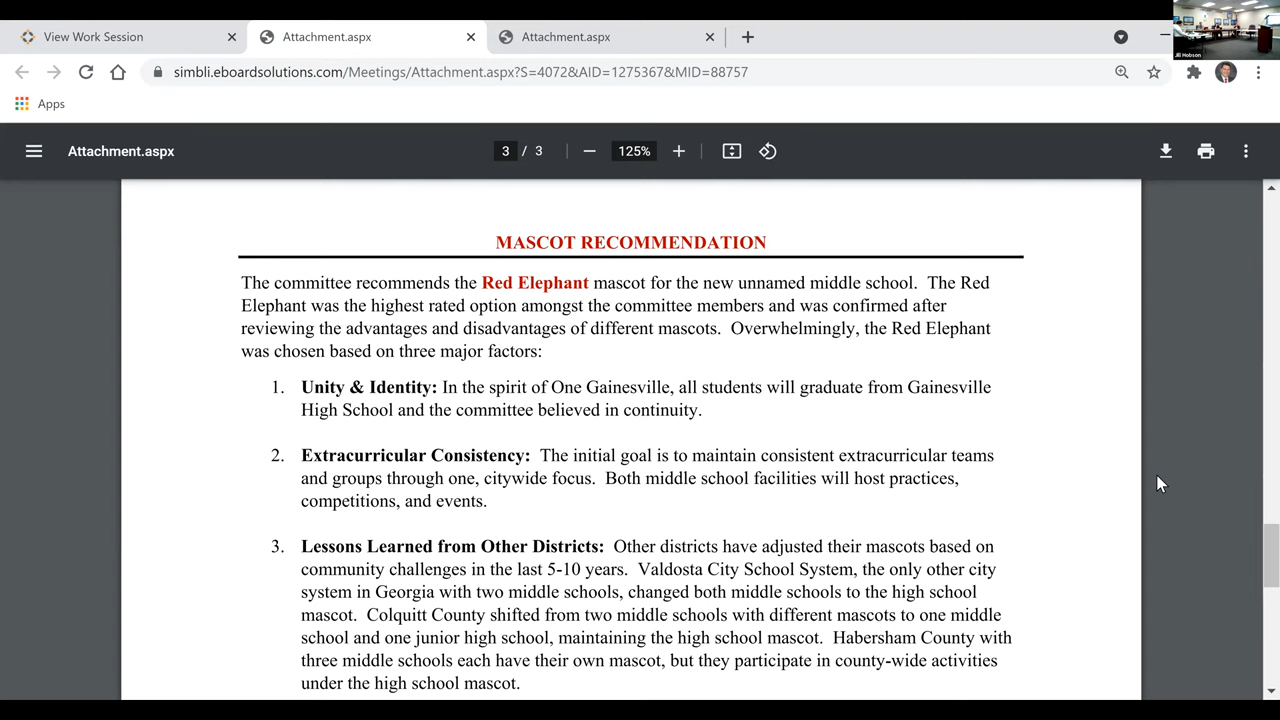 View Work Session
Attachment.aspx
Attachment.aspx
Jill Hobson
simbli.eboardsolutions.com/Meetings/Attachment.aspx?S=4072&AID=1275367&MID=88757
Apps
Attachment.aspx
3 / 3
125%
MASCOT RECOMMENDATION
The committee recommends the Red Elephant mascot for the new unnamed middle school. The Red
Elephant was the highest rated option amongst the committee members and was confirmed after
reviewing the advantages and disadvantages of different mascots. Overwhelmingly, the Red Elephant
was chosen based on three major factors:
1. Unity & Identity: In the spirit of One Gainesville, all students will graduate from Gainesville
High School and the committee believed in continuity.
2. Extracurricular Consistency: The initial goal is to maintain consistent extracurricular teams
and groups through one, citywide focus. Both middle school facilities will host practices,
competitions, and events.
3. Lessons Learned from Other Districts: Other districts have adjusted their mascots based on
community challenges in the last 5-10 years. Valdosta City School System, the only other city
system in Georgia with two middle schools, changed both middle schools to the high school
mascot. Colquitt County shifted from two middle schools with different mascots to one middle
school and one junior high school, maintaining the high school mascot. Habersham County with
three middle schools each have their own mascot, but they participate in county-wide activities
under the high school mascot.